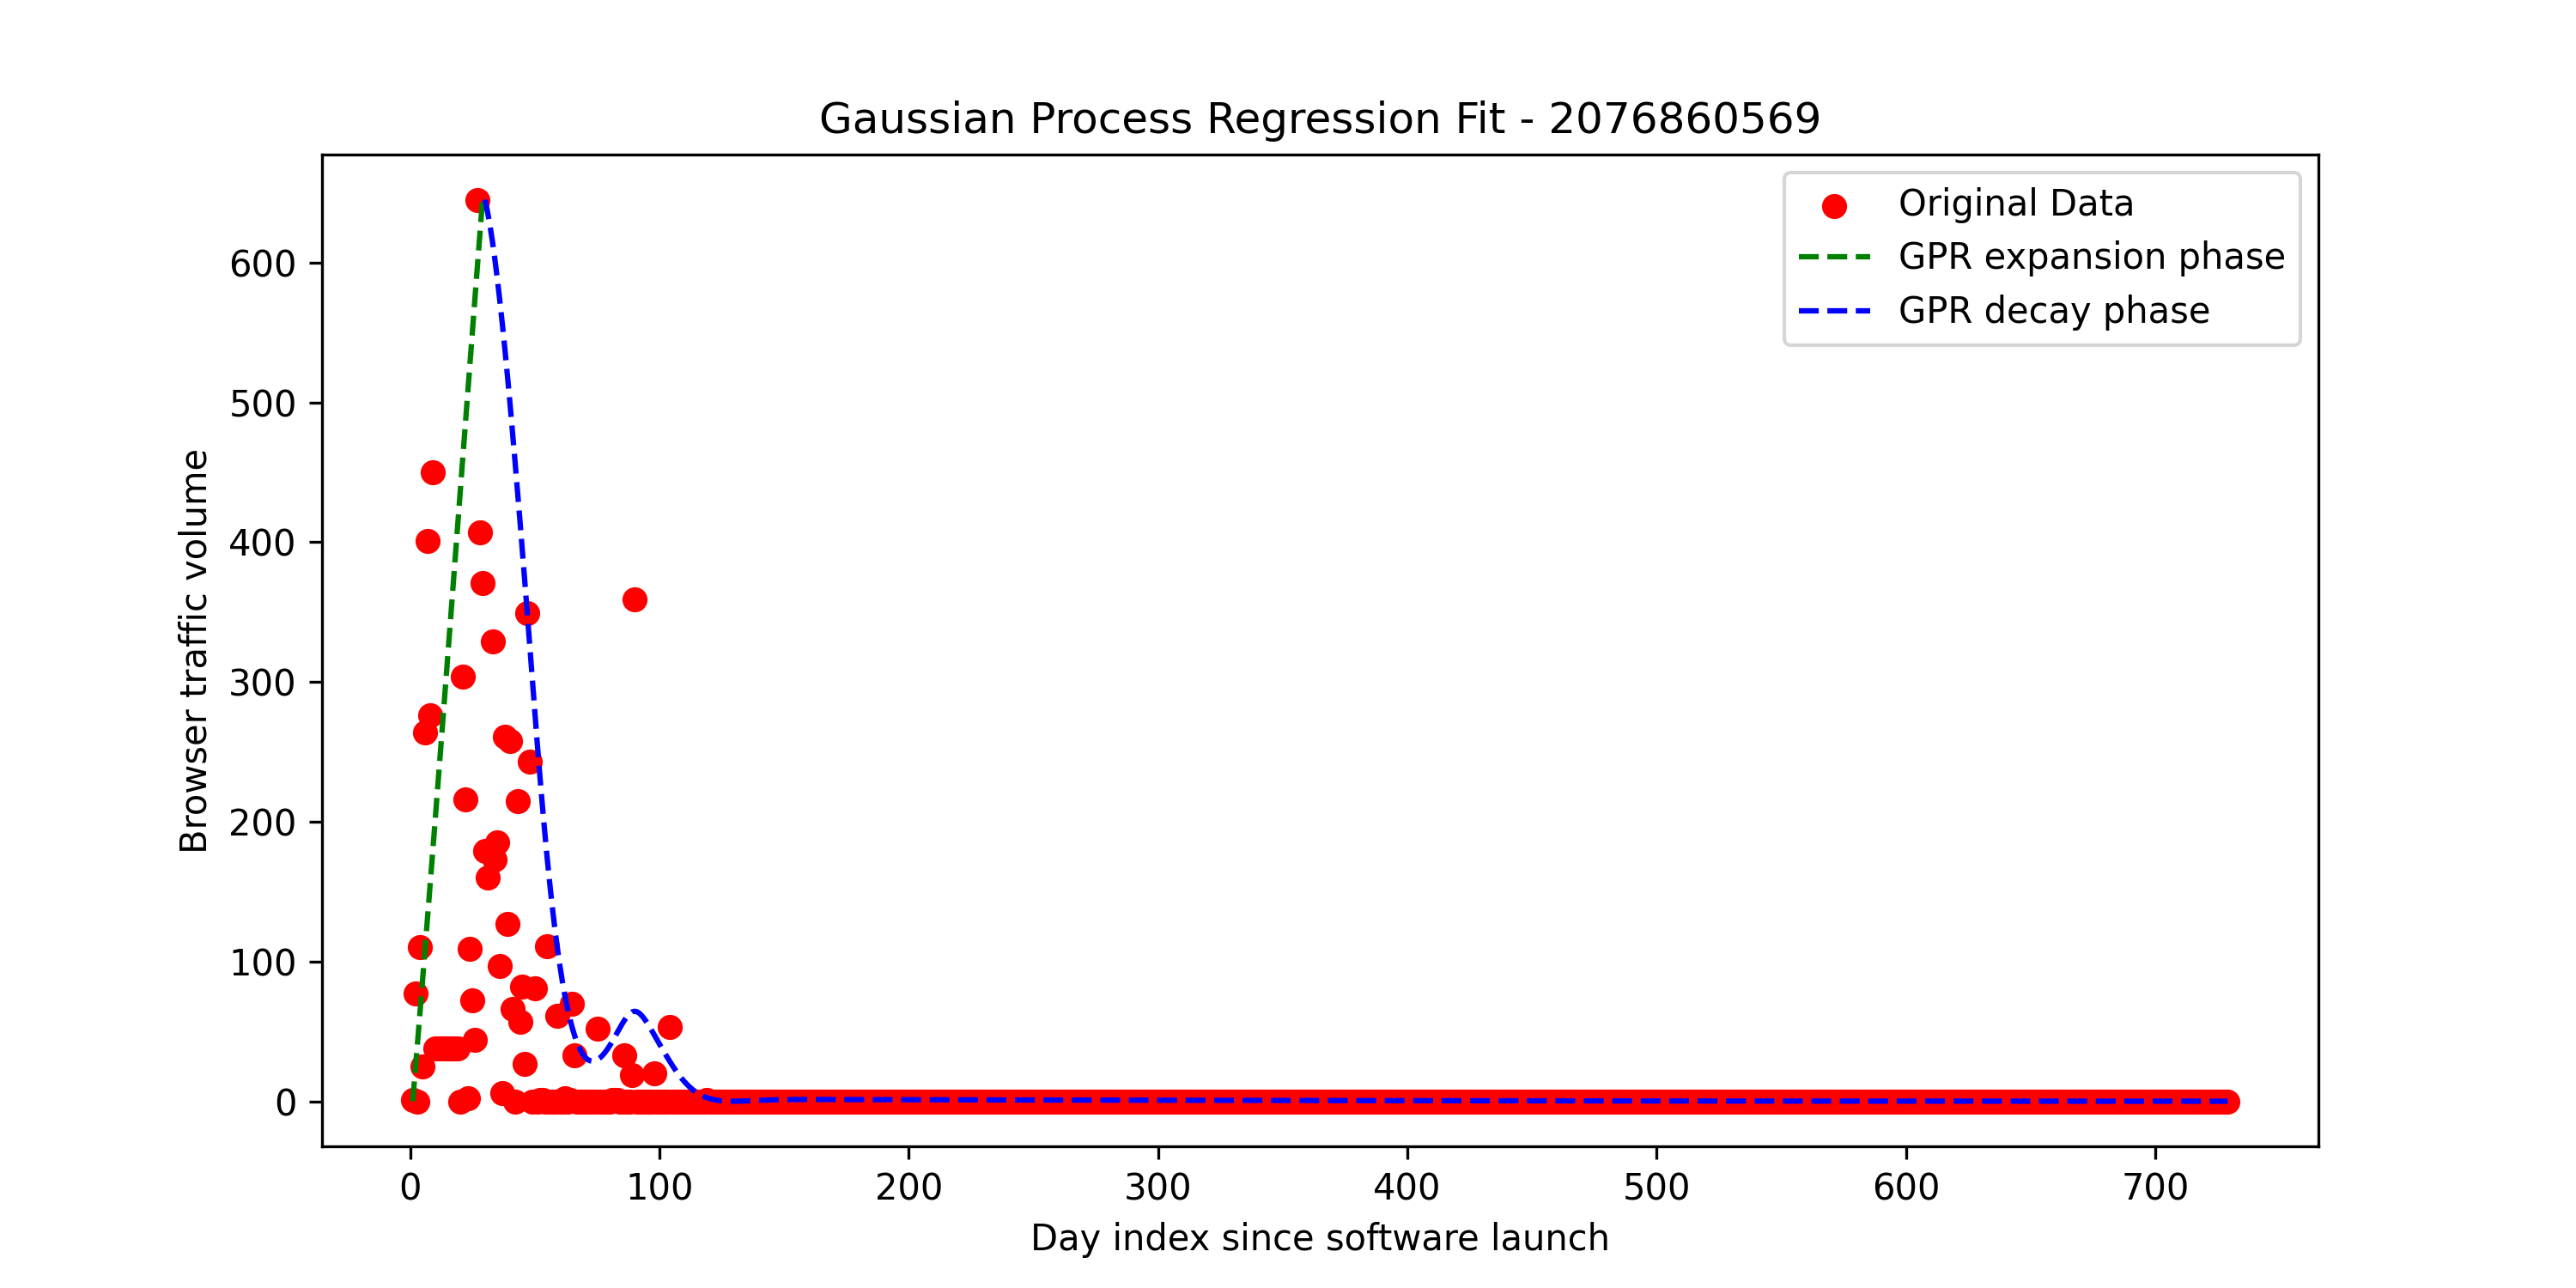 Gaussian Process Regression Fit - 2076860569
Original Data
GPR expansion phase
GPR decay phase
Browser traffic volume
600
500
400
300
200
100
0
0 100 200 300 400 500 600 700
Day index since software launch